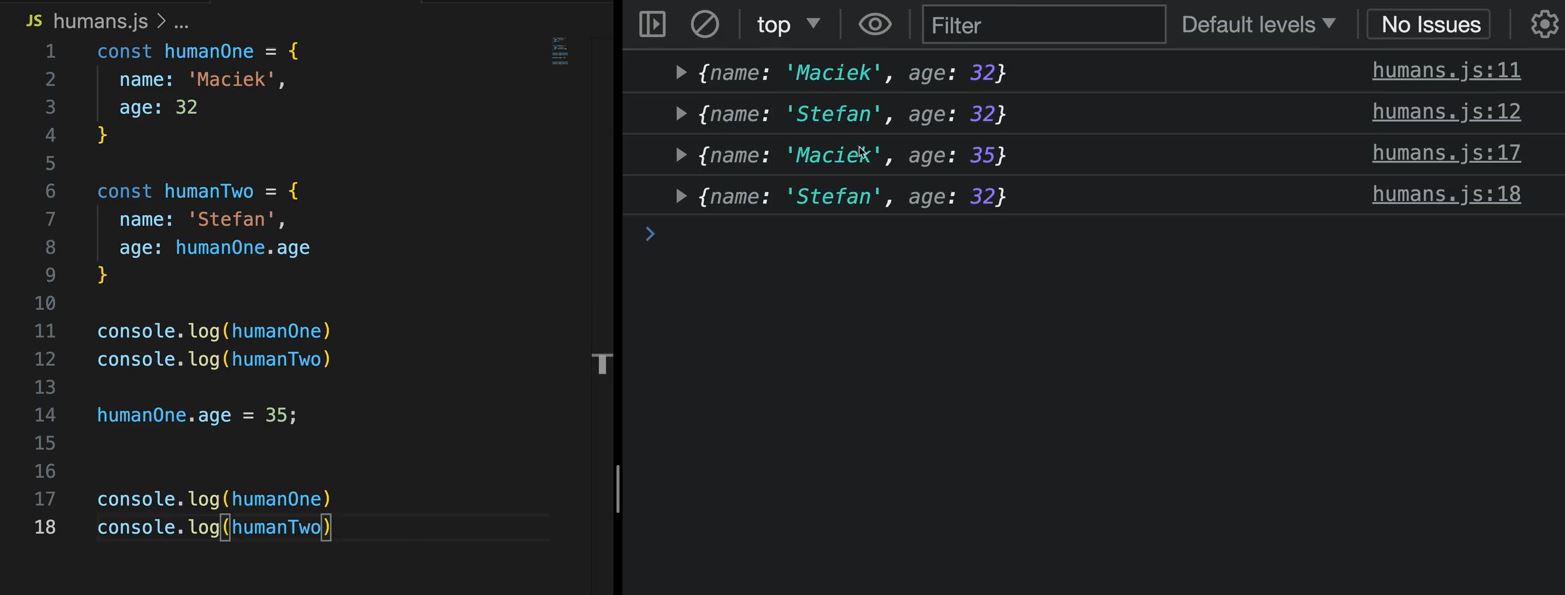 JS humans.js > ...
1 const humanOne = {
2 name: 'Maciek',
3 age: 32
4 }
5
6 const humanTwo = {
7 name: 'Stefan',
8 age: humanOne.age
9 }
10
11 console.log(humanOne)
12 console.log(humanTwo)
13
14 humanOne.age = 35;
15
16
17 console.log(humanOne)
18 console.log(humanTwo)
T
top Filter Default levels No Issues
{name: 'Maciek', age: 32} humans.js:11
{name: 'Stefan', age: 32} humans.js:12
{name: 'Maciek', age: 35} humans.js:17
{name: 'Stefan', age: 32} humans.js:18
>